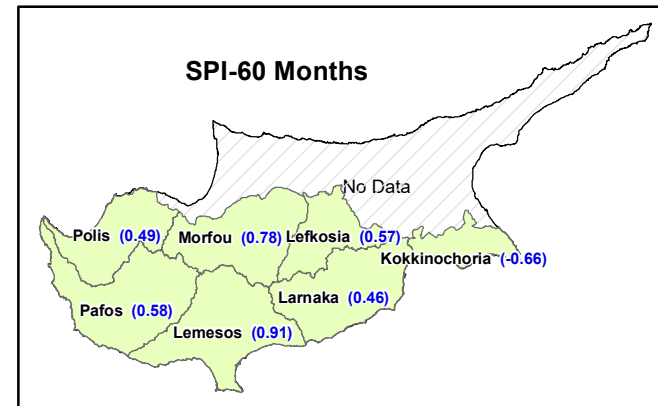 SPI-60 Months
No Data
Polis (0.49)
Morfou (0.78)
Lefkosia (0.57)
Kokkinochoria (-0.66)
Pafos (0.58)
Larnaka (0.46)
Lemesos (0.91)